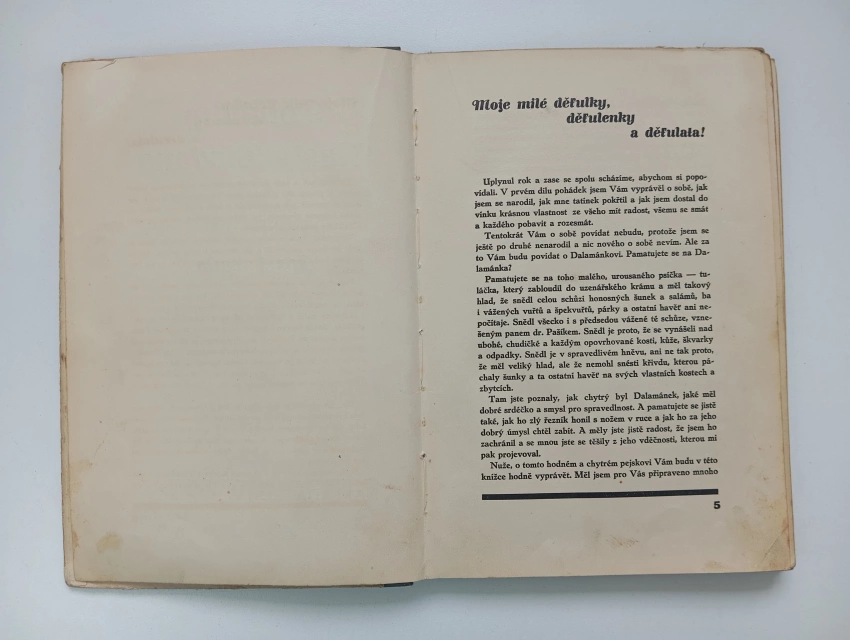 Moje milé děťulky,
děťulenky
a děťulata!
Uplynul rok a zase se spolu scházíme, abychom si popo-
vídali. V prvém dílu pohádek jsem Vám vyprávěl o sobě, jak
jsem se narodil, jak mne tatínek pokřtil a jak jsem dostal do
vínku krásnou vlastnost ze všeho mít radost, všemu se smát
a každého pobavit a rozesmát.
Tentokrát Vám o sobě povídat nebudu, protože jsem se
ještě po druhé nenarodil a nic nového o sobě nevím. Ale za
to Vám budu povídat o Dalamánkovi. Pamatujete se na Da-
lamánka?
Pamatujete se na toho malého, urousaného psíčka — tu-
láčka, který zabloudil do uzenářského krámu a měl takový
hlad, že snědl celou schůzi honosných šunek a salámů, ba
i vážených vuřtů a špekvuřtů, párky a ostatní havěť ani ne-
počítaje. Snědl všecko i s předsedou vážené té schůze, vzne-
šeným panem dr. Pašíkem. Snědl je proto, že se vynášeli nad
ubohé, chudičké a každým opovrhované kosti, kůže, škvarky
a odpadky. Snědl je v spravedlivém hněvu, ani ne tak proto,
že měl veliký hlad, ale že nemohl snésti křivdu, kterou pá-
chaly šunky a ta ostatní havěť na svých vlastních kostech a
zbytcích.
Tam jste poznaly, jak chytrý byl Dalamánek, jaké měl
dobré srdéčko a smysl pro spravedlnost. A pamatujete se jistě
také, jak ho zlý řezník honil s nožem v ruce a jak ho za jeho
dobrý úmysl chtěl zabít. A měly jste jistě radost, že jsem ho
zachránil a se mnou jste se těšily z jeho vděčnosti, kterou mi
pak projevoval.
Nuže, o tomto hodném a chytrém pejskovi Vám budu v této
knížce hodně vyprávět. Měl jsem pro Vás připraveno mnoho
5